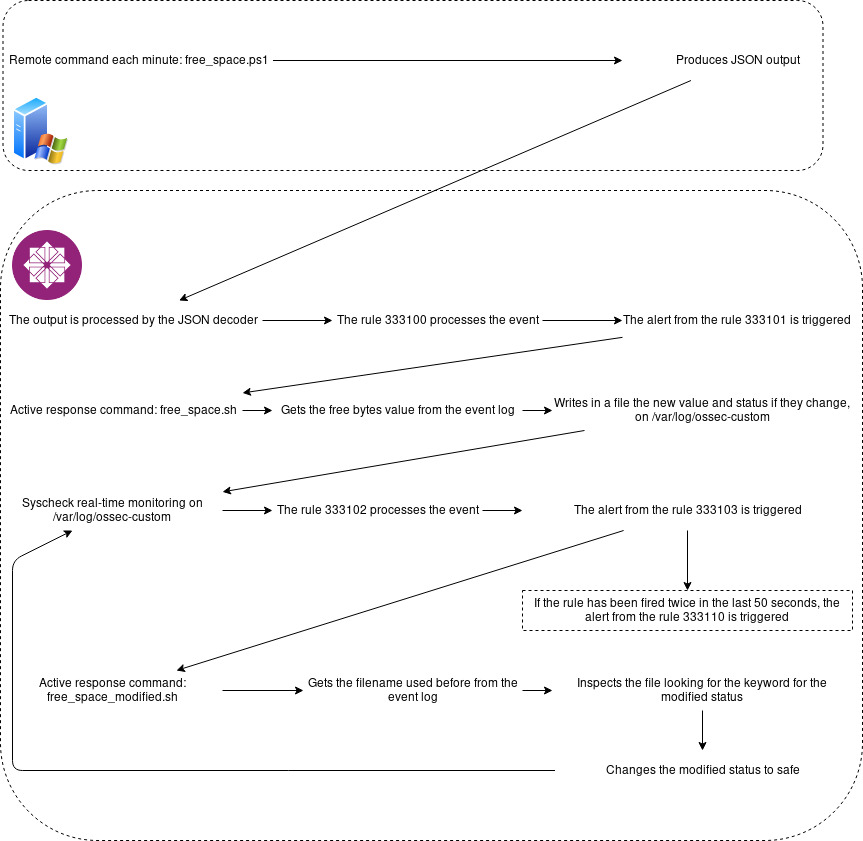 Remote command each minute: free_space.ps1
Produces JSON output
The output is processed by the JSON decoder
The rule 333100 processes the event
The alert from the rule 333101 is triggered
Active response command: free_space.sh
Gets the free bytes value from the event log
Writes in a file the new value and status if they change,
on /var/log/ossec-custom
Syscheck real-time monitoring on
/var/log/ossec-custom
The rule 333102 processes the event
The alert from the rule 333103 is triggered
If the rule has been fired twice in the last 50 seconds, the
alert from the rule 333110 is triggered
Active response command:
free_space_modified.sh
Gets the filename used before from the
event log
Inspects the file looking for the keyword for the
modified status
Changes the modified status to safe